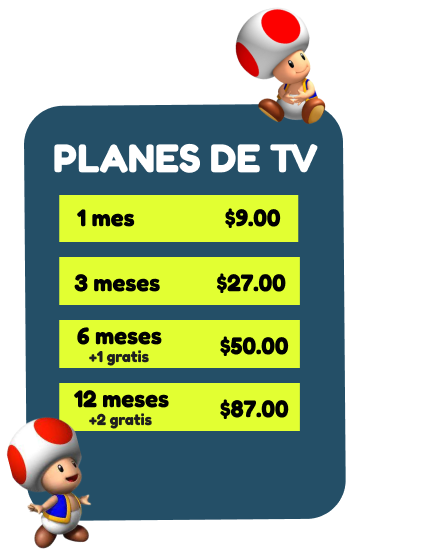 PLANES DE TV
1 mes $9.00
3 meses $27.00
6 meses $50.00
+1 gratis
12 meses $87.00
+2 gratis